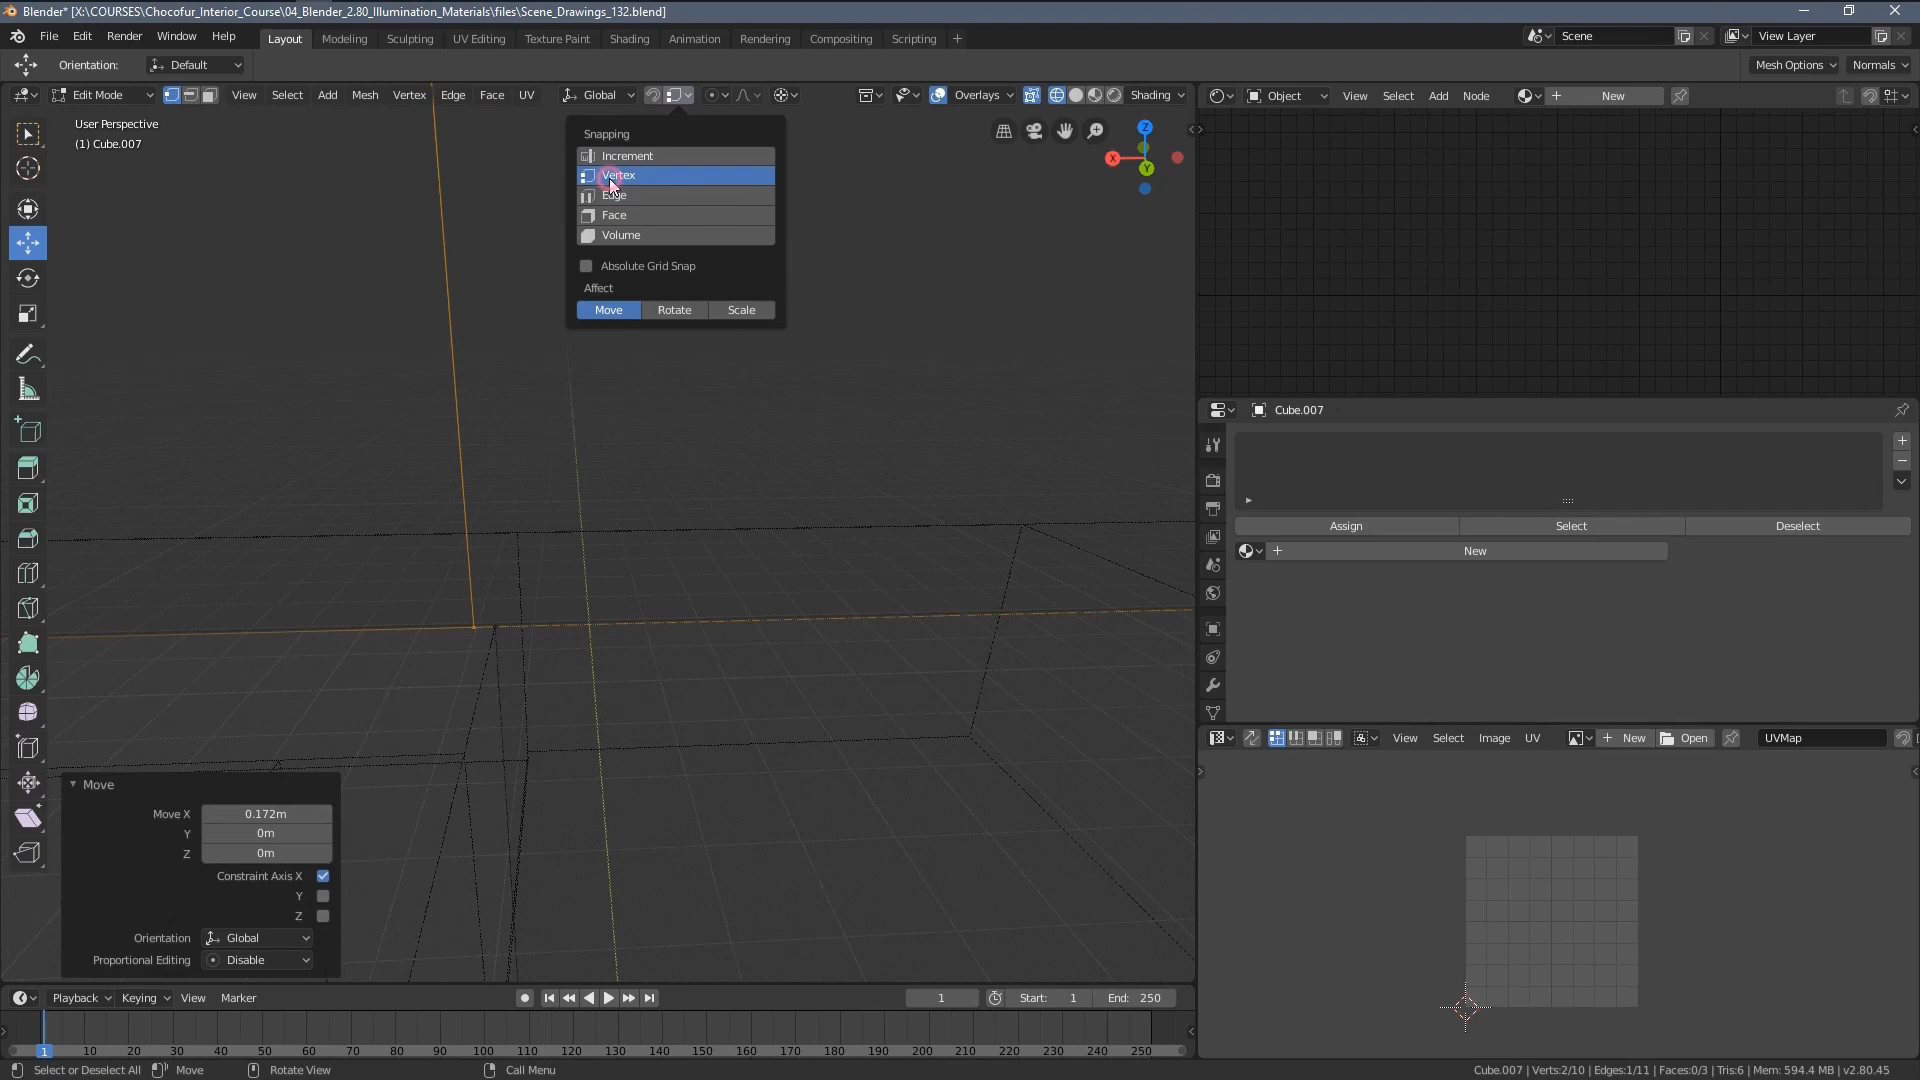 Blender* [X:\COURSES\Chocofur_Interior_Course\04_Blender_2.80_Illumination_Materials\files\Scene_Drawings_132.blend]
File Edit Render Window Help Layout Modeling Sculpting UV Editing Texture Paint Shading Animation Rendering Compositing Scripting + Scene View Layer
Orientation: Default Mesh Options Normals
Edit Mode View Select Add Mesh Vertex Edge Face UV Global Overlays Shading Object View Select Add Node New
User Perspective
(1) Cube.007
Snapping
Increment
Vertex
Edge
Face
Volume
Absolute Grid Snap
Affect
Move Rotate Scale
Z
X
Y
Cube.007
Assign Select Deselect
New
View Select Image UV New Open UVMap
Move
Move X 0.172m
Y 0m
Z 0m
Constraint Axis X
Y
Z
Orientation Global
Proportional Editing Disable
Playback Keying View Marker 1 Start: 1 End: 250
1 10 20 30 40 50 60 70 80 90 100 110 120 130 140 150 160 170 180 190 200 210 220 230 240 250
Select or Deselect All Move Rotate View Call Menu Cube.007 | Verts:2/10 | Edges:1/11 | Faces:0/3 | Tris:6 | Mem: 594.4 MB | v2.80.45